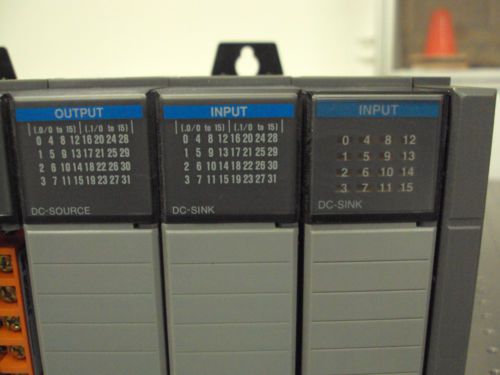 OUTPUT
(.0/0 to 15) (.1/0 to 15)
0 4 8 12 16 20 24 28
1 5 9 13 17 21 25 29
2 6 10 14 18 22 26 30
3 7 11 15 19 23 27 31
DC-SOURCE
INPUT
(.0/0 to 15) (.1/0 to 15)
0 4 8 12 16 20 24 28
1 5 9 13 17 21 25 29
2 6 10 14 18 22 26 30
3 7 11 15 19 23 27 31
DC-SINK
INPUT
0 4 8 12
1 5 9 13
2 6 10 14
3 7 11 15
DC-SINK